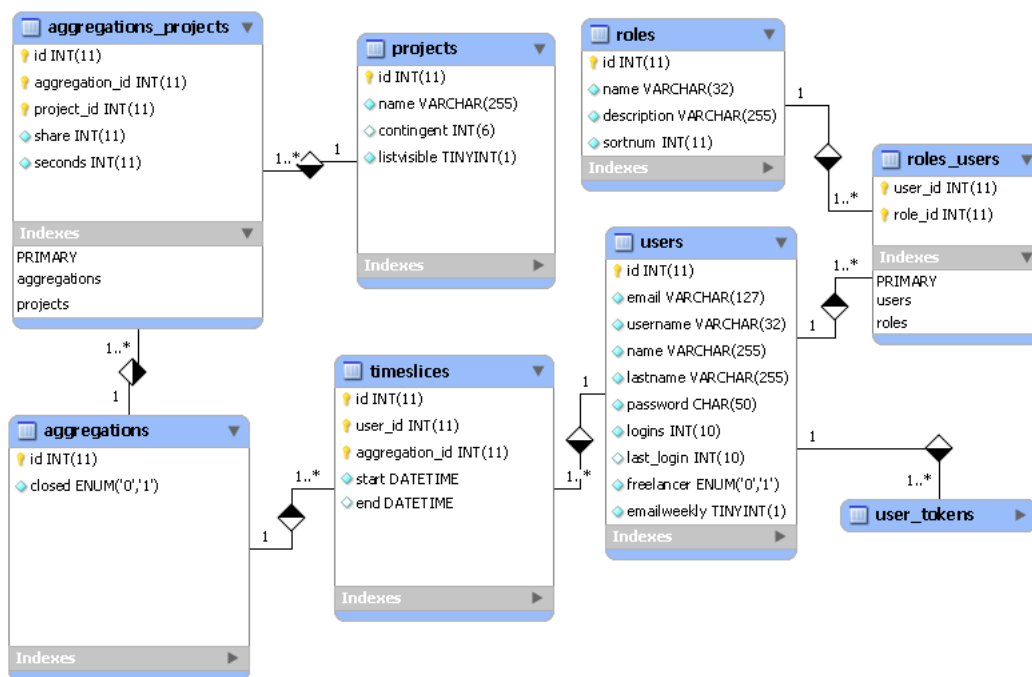 aggregations_projects
id INT(11)
aggregation_id INT(11)
project_id INT(11)
share INT(11)
seconds INT(11)
Indexes
PRIMARY
aggregations
projects
1..*
1
projects
id INT(11)
name VARCHAR(255)
contingent INT(6)
listvisible TINYINT(1)
Indexes
roles
id INT(11)
name VARCHAR(32)
description VARCHAR(255)
sortnum INT(11)
Indexes
1
1..*
roles_users
user_id INT(11)
role_id INT(11)
Indexes
PRIMARY
users
roles
users
id INT(11)
email VARCHAR(127)
username VARCHAR(32)
name VARCHAR(255)
lastname VARCHAR(255)
password CHAR(50)
logins INT(10)
last_login INT(10)
freelancer ENUM('0','1')
emailweekly TINYINT(1)
Indexes
1..*
1
1
1..*
user_tokens
1..*
1
aggregations
id INT(11)
closed ENUM('0','1')
Indexes
1..*
1
timeslices
id INT(11)
user_id INT(11)
aggregation_id INT(11)
start DATETIME
end DATETIME
Indexes
1
1..*